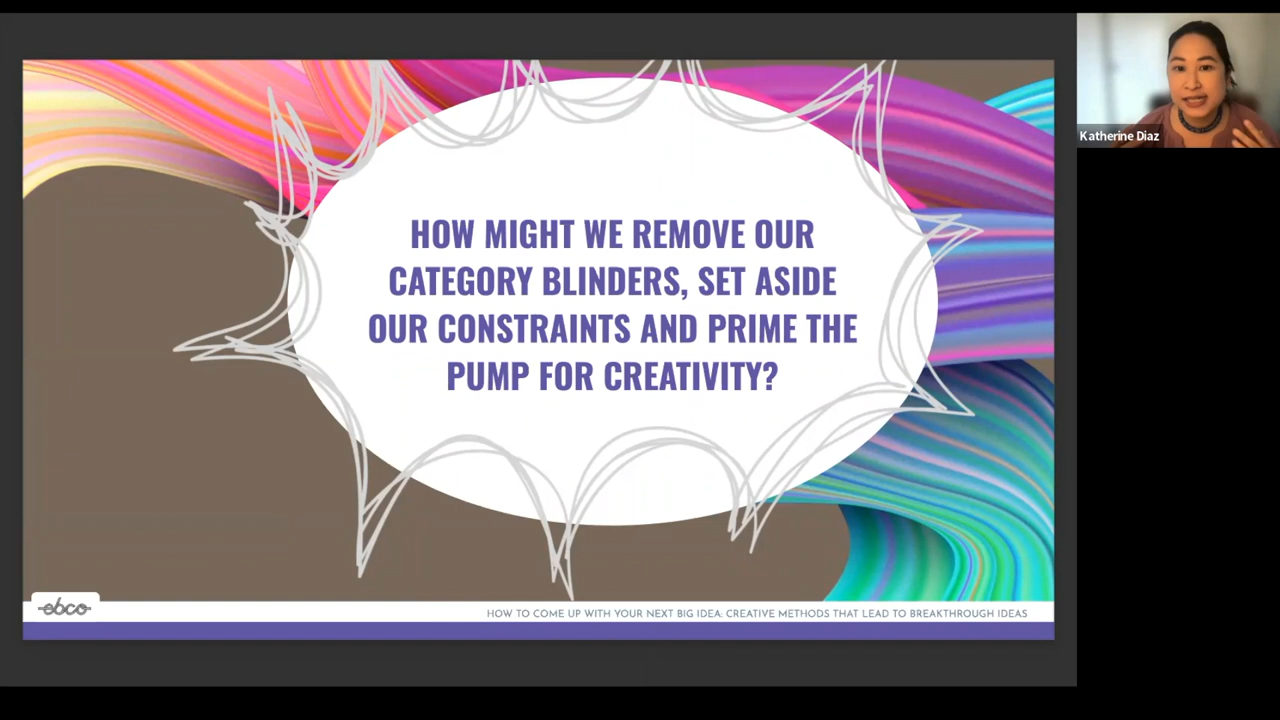 HOW MIGHT WE REMOVE OUR
CATEGORY BLINDERS, SET ASIDE
OUR CONSTRAINTS AND PRIME THE
PUMP FOR CREATIVITY?
Katherine Diaz
ebco
HOW TO COME UP WITH YOUR NEXT BIG IDEA: CREATIVE METHODS THAT LEAD TO BREAKTHROUGH IDEAS